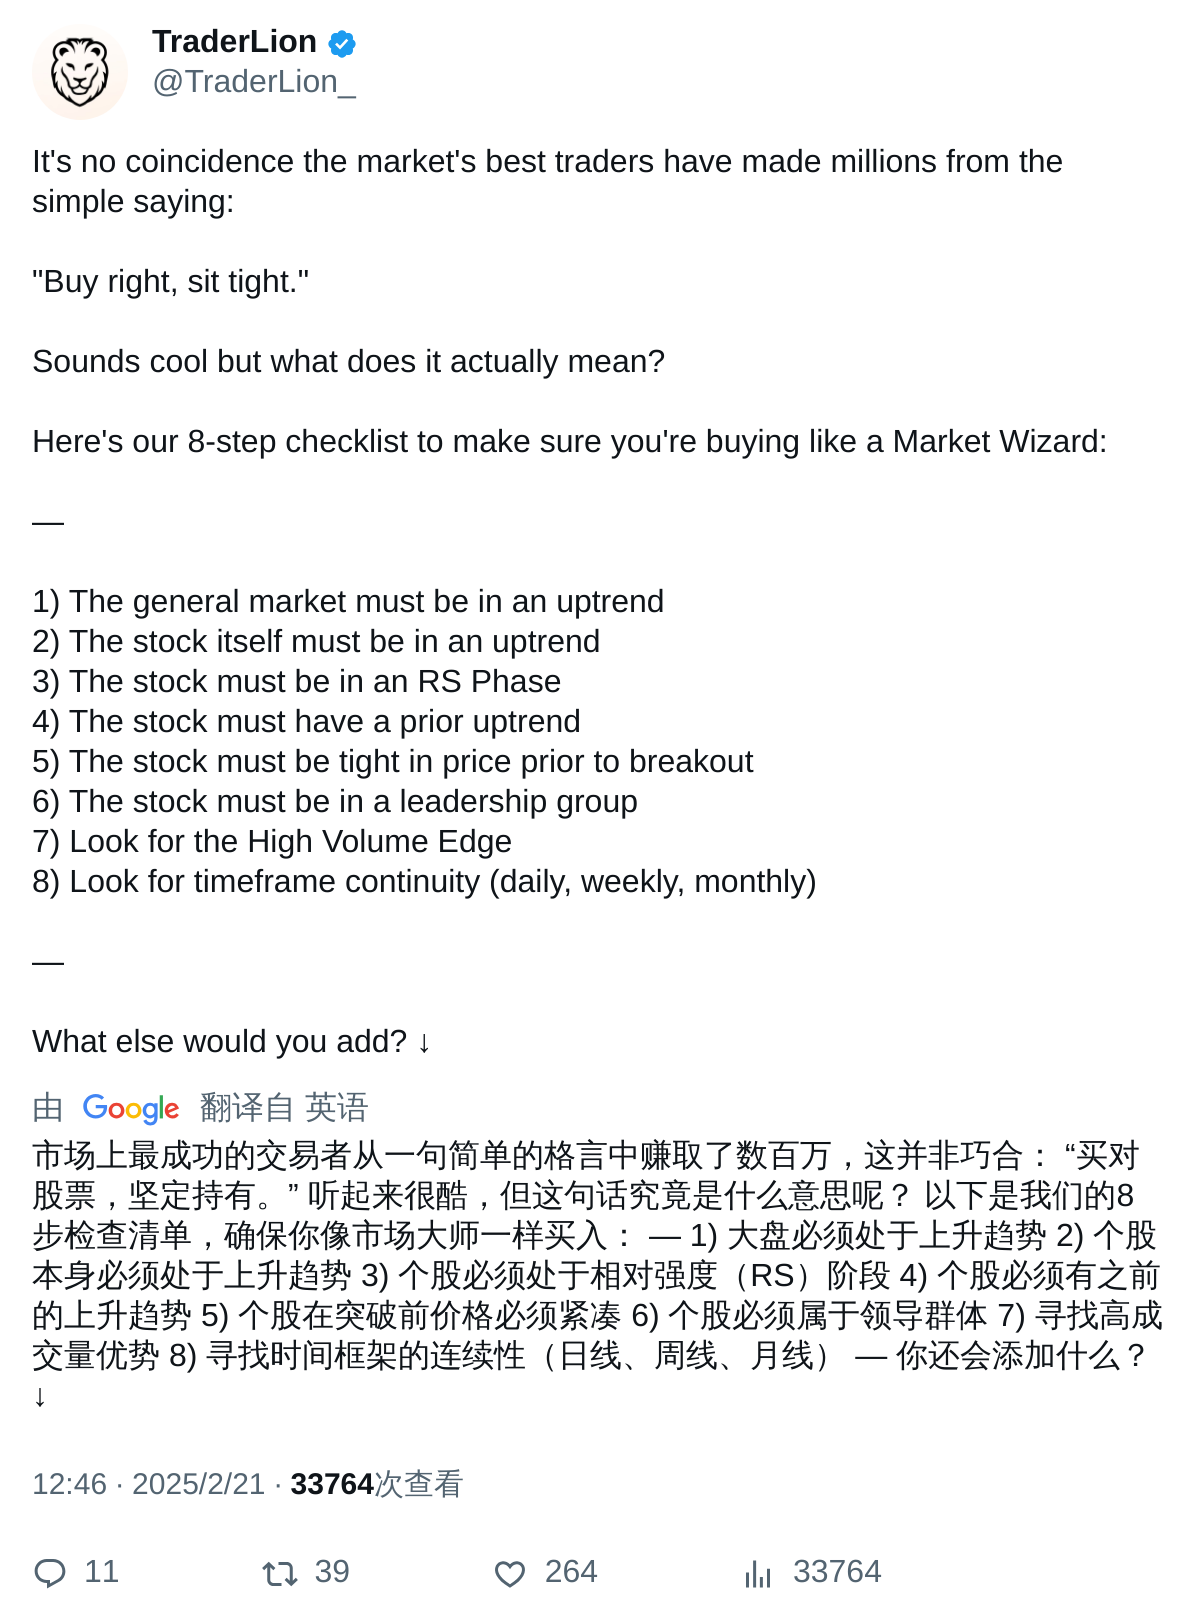 TraderLion
@TraderLion_
It's no coincidence the market's best traders have made millions from the
simple saying:
"Buy right, sit tight."
Sounds cool but what does it actually mean?
Here's our 8-step checklist to make sure you're buying like a Market Wizard:
—
1) The general market must be in an uptrend
2) The stock itself must be in an uptrend
3) The stock must be in an RS Phase
4) The stock must have a prior uptrend
5) The stock must be tight in price prior to breakout
6) The stock must be in a leadership group
7) Look for the High Volume Edge
8) Look for timeframe continuity (daily, weekly, monthly)
—
What else would you add? ↓
由 Google 翻译自 英语
市场上最成功的交易者从一句简单的格言中赚取了数百万，这并非巧合： “买对
股票，坚定持有。” 听起来很酷，但这句话究竟是什么意思呢？ 以下是我们的8
步检查清单，确保你像市场大师一样买入： — 1) 大盘必须处于上升趋势 2) 个股
本身必须处于上升趋势 3) 个股必须处于相对强度（RS）阶段 4) 个股必须有之前
的上升趋势 5) 个股在突破前价格必须紧凑 6) 个股必须属于领导群体 7) 寻找高成
交量优势 8) 寻找时间框架的连续性（日线、周线、月线） — 你还会添加什么？
↓
12:46 · 2025/2/21 · 33764次查看
11 39 264 33764